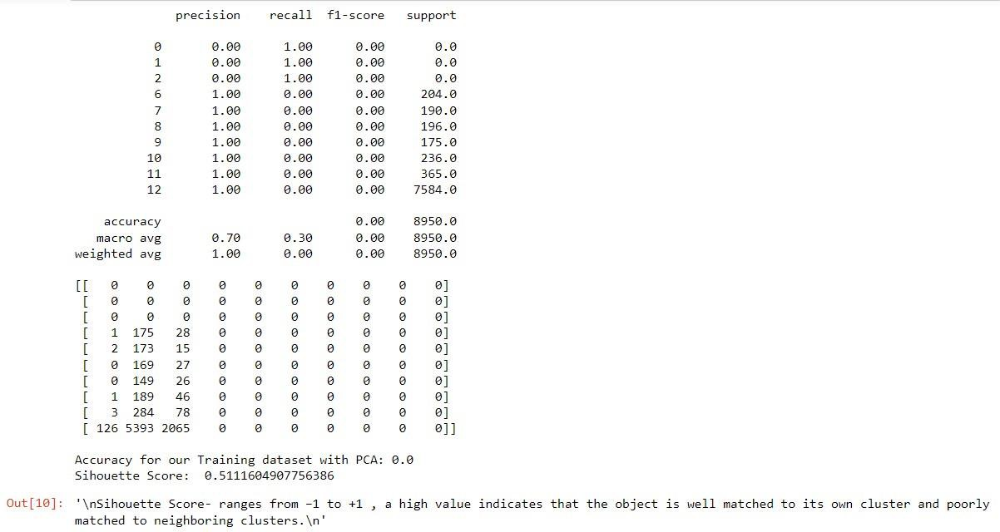 precision recall f1-score support
0 0.00 1.00 0.00 0.0
1 0.00 1.00 0.00 0.0
2 0.00 1.00 0.00 0.0
6 1.00 0.00 0.00 204.0
7 1.00 0.00 0.00 190.0
8 1.00 0.00 0.00 196.0
9 1.00 0.00 0.00 175.0
10 1.00 0.00 0.00 236.0
11 1.00 0.00 0.00 365.0
12 1.00 0.00 0.00 7584.0
accuracy 0.00 8950.0
macro avg 0.70 0.30 0.00 8950.0
weighted avg 1.00 0.00 0.00 8950.0
[[ 0 0 0 0 0 0 0 0 0 0]
[ 0 0 0 0 0 0 0 0 0 0]
[ 0 0 0 0 0 0 0 0 0 0]
[ 1 175 28 0 0 0 0 0 0 0]
[ 2 173 15 0 0 0 0 0 0 0]
[ 0 169 27 0 0 0 0 0 0 0]
[ 0 149 26 0 0 0 0 0 0 0]
[ 1 189 46 0 0 0 0 0 0 0]
[ 3 284 78 0 0 0 0 0 0 0]
[ 126 5393 2065 0 0 0 0 0 0 0]]
Accuracy for our Training dataset with PCA: 0.0
Sihouette Score: 0.5111604907756386
Out[10]: '\nSihouette Score- ranges from −1 to +1 , a high value indicates that the object is well matched to its own cluster and poorly
matched to neighboring clusters.\n'